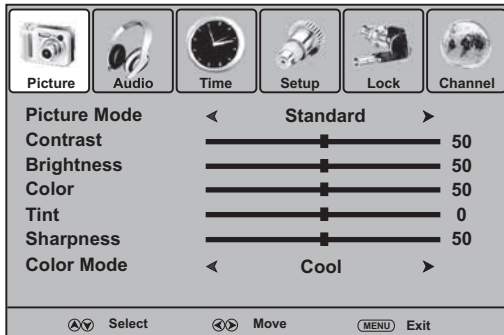 Picture Audio Time Setup Lock Channel
Picture Mode Standard
Contrast 50
Brightness 50
Color 50
Tint 0
Sharpness 50
Color Mode Cool
Select Move MENU Exit